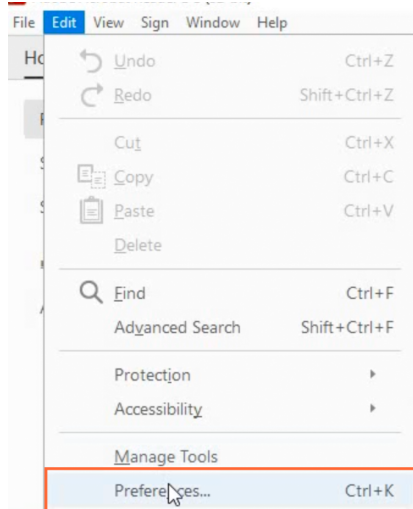 File Edit View Sign Window Help
Undo Ctrl+Z
Redo Shift+Ctrl+Z
Cut Ctrl+X
Copy Ctrl+C
Paste Ctrl+V
Delete
Find Ctrl+F
Advanced Search Shift+Ctrl+F
Protection
Accessibility
Manage Tools
Preferences... Ctrl+K